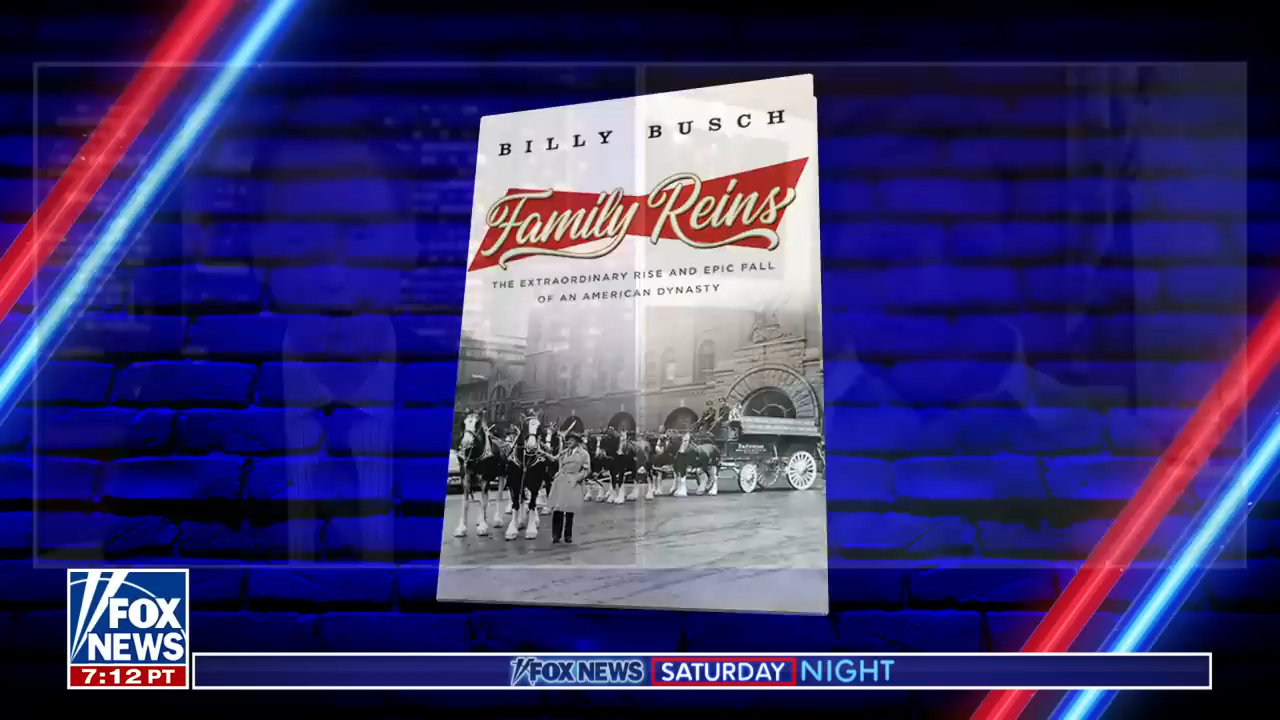 BILLY BUSCH
Family Reins
THE EXTRAORDINARY RISE AND EPIC FALL
OF AN AMERICAN DYNASTY
Budweiser
FOX
NEWS
7:12 PT
FOX NEWS SATURDAY NIGHT